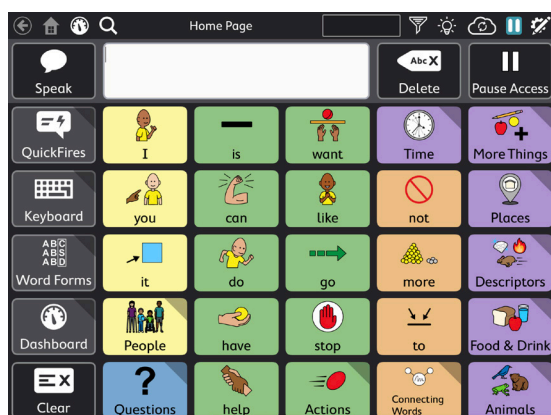 Home Page
Abc X
Speak
Delete
Pause Access
QuickFires
I
is
want
Time
More Things
Keyboard
you
can
like
not
Places
ABC
ABS
ABD
Word Forms
it
do
go
more
Descriptors
Dashboard
People
have
stop
to
Food & Drink
Clear
Questions
help
Actions
Connecting
Words
Animals